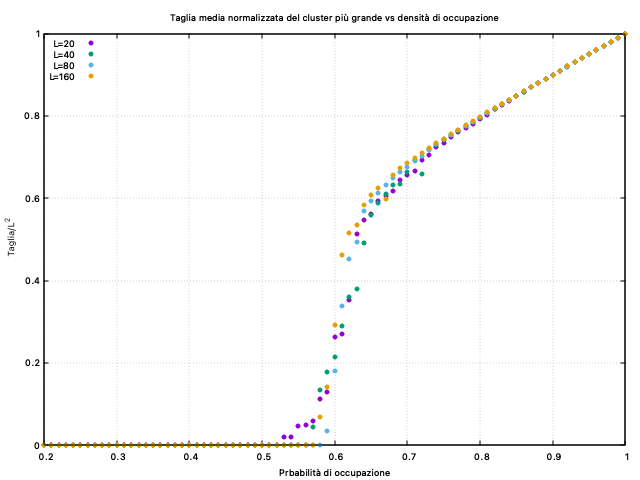 Taglia media normalizzata del cluster più grande vs densità di occupazione
L=20
L=40
L=80
L=160
1
0.8
0.6
0.4
0.2
0
Taglia/L²
0.2 0.3 0.4 0.5 0.6 0.7 0.8 0.9 1
Prbabilità di occupazione